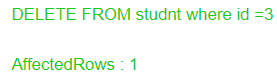 DELETE FROM studnt where id =3
AffectedRows : 1